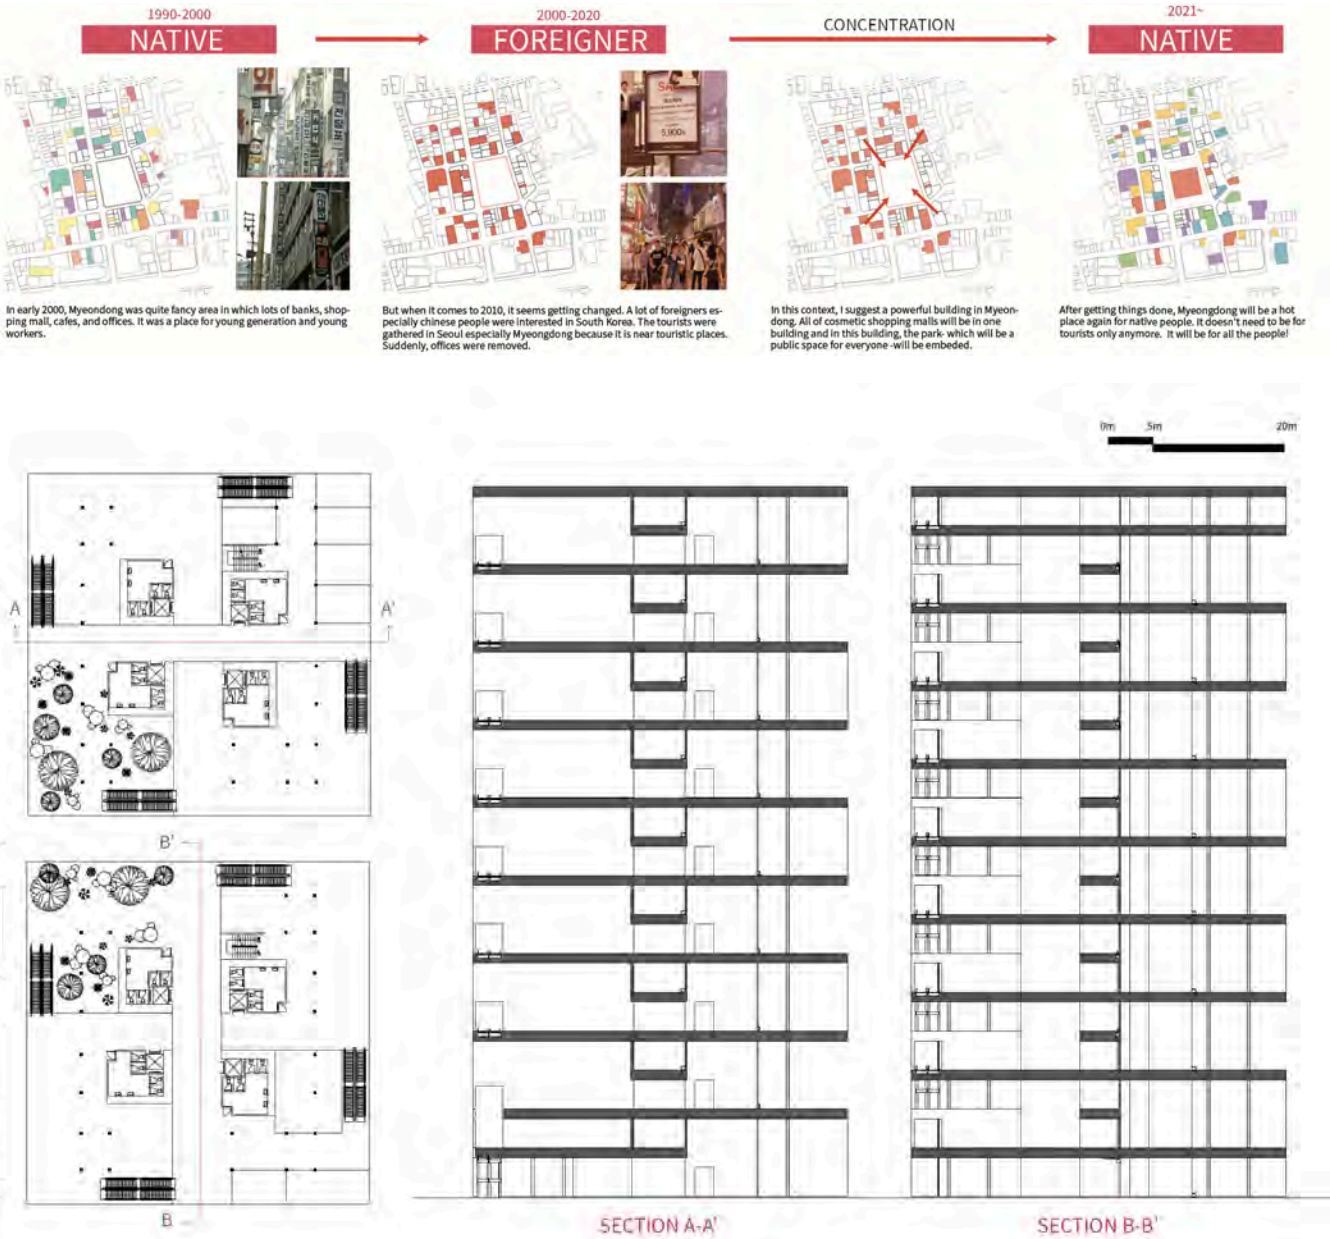 1990-2000
NATIVE
2000-2020
FOREIGNER
CONCENTRATION
2021~
NATIVE
5,900
In early 2000, Myeondong was quite fancy area in which lots of banks, shop-
ping mall, cafes, and offices. It was a place for young generation and young
workers.
But when it comes to 2010, it seems getting changed. A lot of foreigners es-
pecially chinese people were interested in South Korea. The tourists were
gathered in Seoul especially Myeongdong because it is near touristic places.
Suddenly, offices were removed.
In this context, I suggest a powerful building in Myeon-
dong. All of cosmetic shopping malls will be in one
building and in this building, the park- which will be a
public space for everyone -will be embeded.
After getting things done, Myeongdong will be a hot
place again for native people. It doesn't need to be for
tourists only anymore. It will be for all the people!
0m 5m 20m
A A'
B'
B
SECTION A-A'
SECTION B-B'